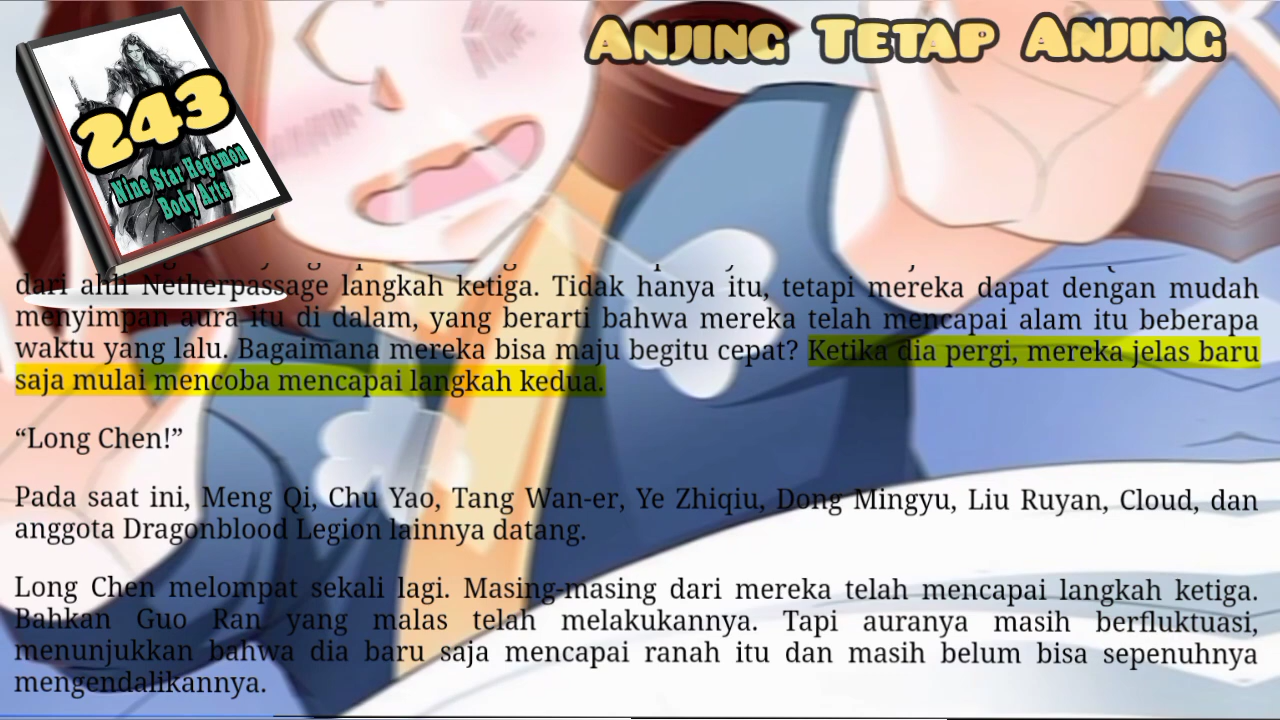 Anjing Tetap Anjing
243
Nine Star Hegemon
Body Arts
dari ahli Netherpassage langkah ketiga. Tidak hanya itu, tetapi mereka dapat dengan mudah
menyimpan aura itu di dalam, yang berarti bahwa mereka telah mencapai alam itu beberapa
waktu yang lalu. Bagaimana mereka bisa maju begitu cepat? Ketika dia pergi, mereka jelas baru
saja mulai mencoba mencapai langkah kedua.
“Long Chen!”
Pada saat ini, Meng Qi, Chu Yao, Tang Wan-er, Ye Zhiqiu, Dong Mingyu, Liu Ruyan, Cloud, dan
anggota Dragonblood Legion lainnya datang.
Long Chen melompat sekali lagi. Masing-masing dari mereka telah mencapai langkah ketiga.
Bahkan Guo Ran yang malas telah melakukannya. Tapi auranya masih berfluktuasi,
menunjukkan bahwa dia baru saja mencapai ranah itu dan masih belum bisa sepenuhnya
mengendalikannya.